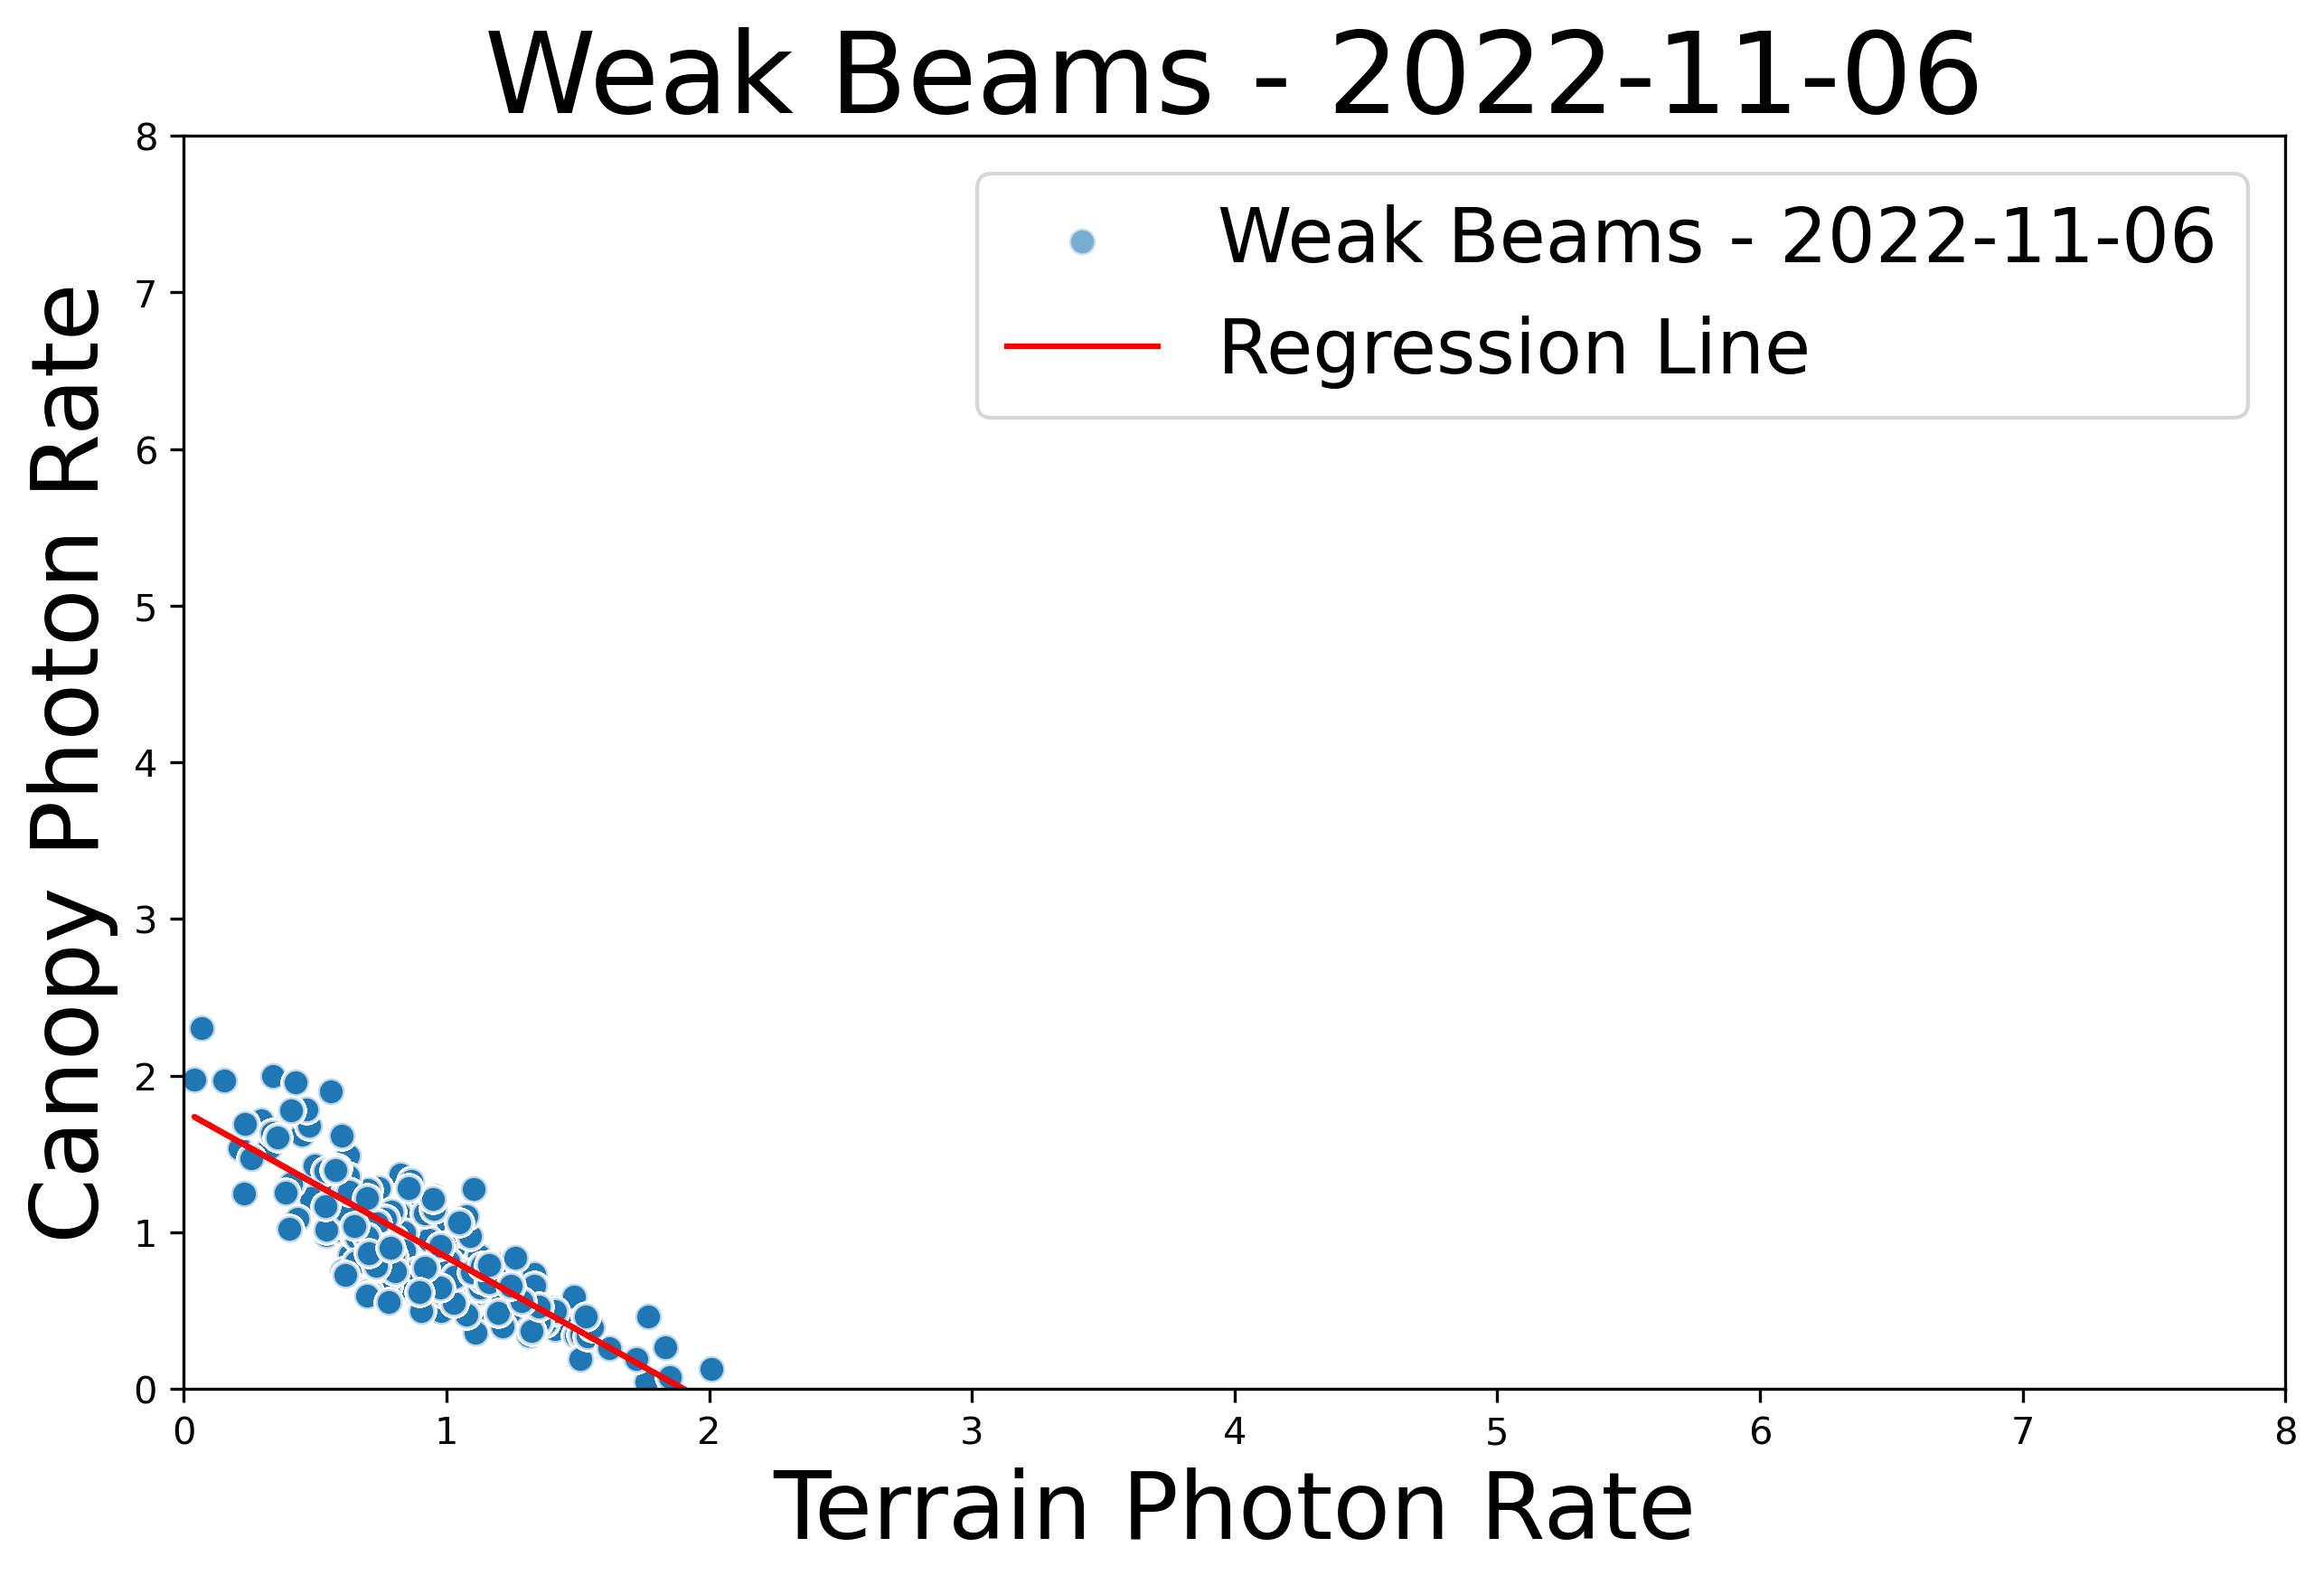 Weak Beams - 2022-11-06
Weak Beams - 2022-11-06
Regression Line
Canopy Photon Rate
8
7
6
5
4
3
2
1
0
0 1 2 3 4 5 6 7 8
Terrain Photon Rate